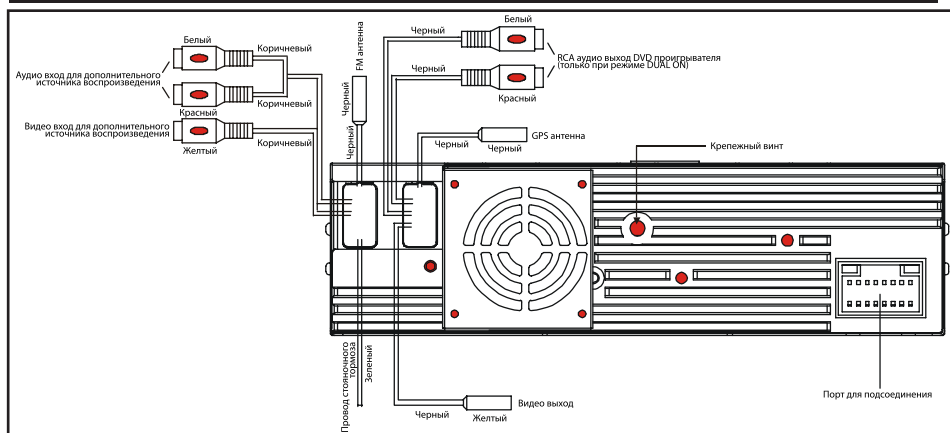 Белый
Коричневый
Аудио вход для дополнительного
источника воспроизведения
Красный
Коричневый
Видео вход для дополнительного
источника воспроизведения
Коричневый
Желтый
FM антенна
Черный
Черный
Белый
Черный
RCA аудио выход DVD проигрывателя
(только при режиме DUAL ON)
Черный
Красный
GPS антенна
Черный
Черный
Крепежный винт
Провод стояночного
тормоза
Зеленый
Видео выход
Черный
Желтый
Порт для подсоединения